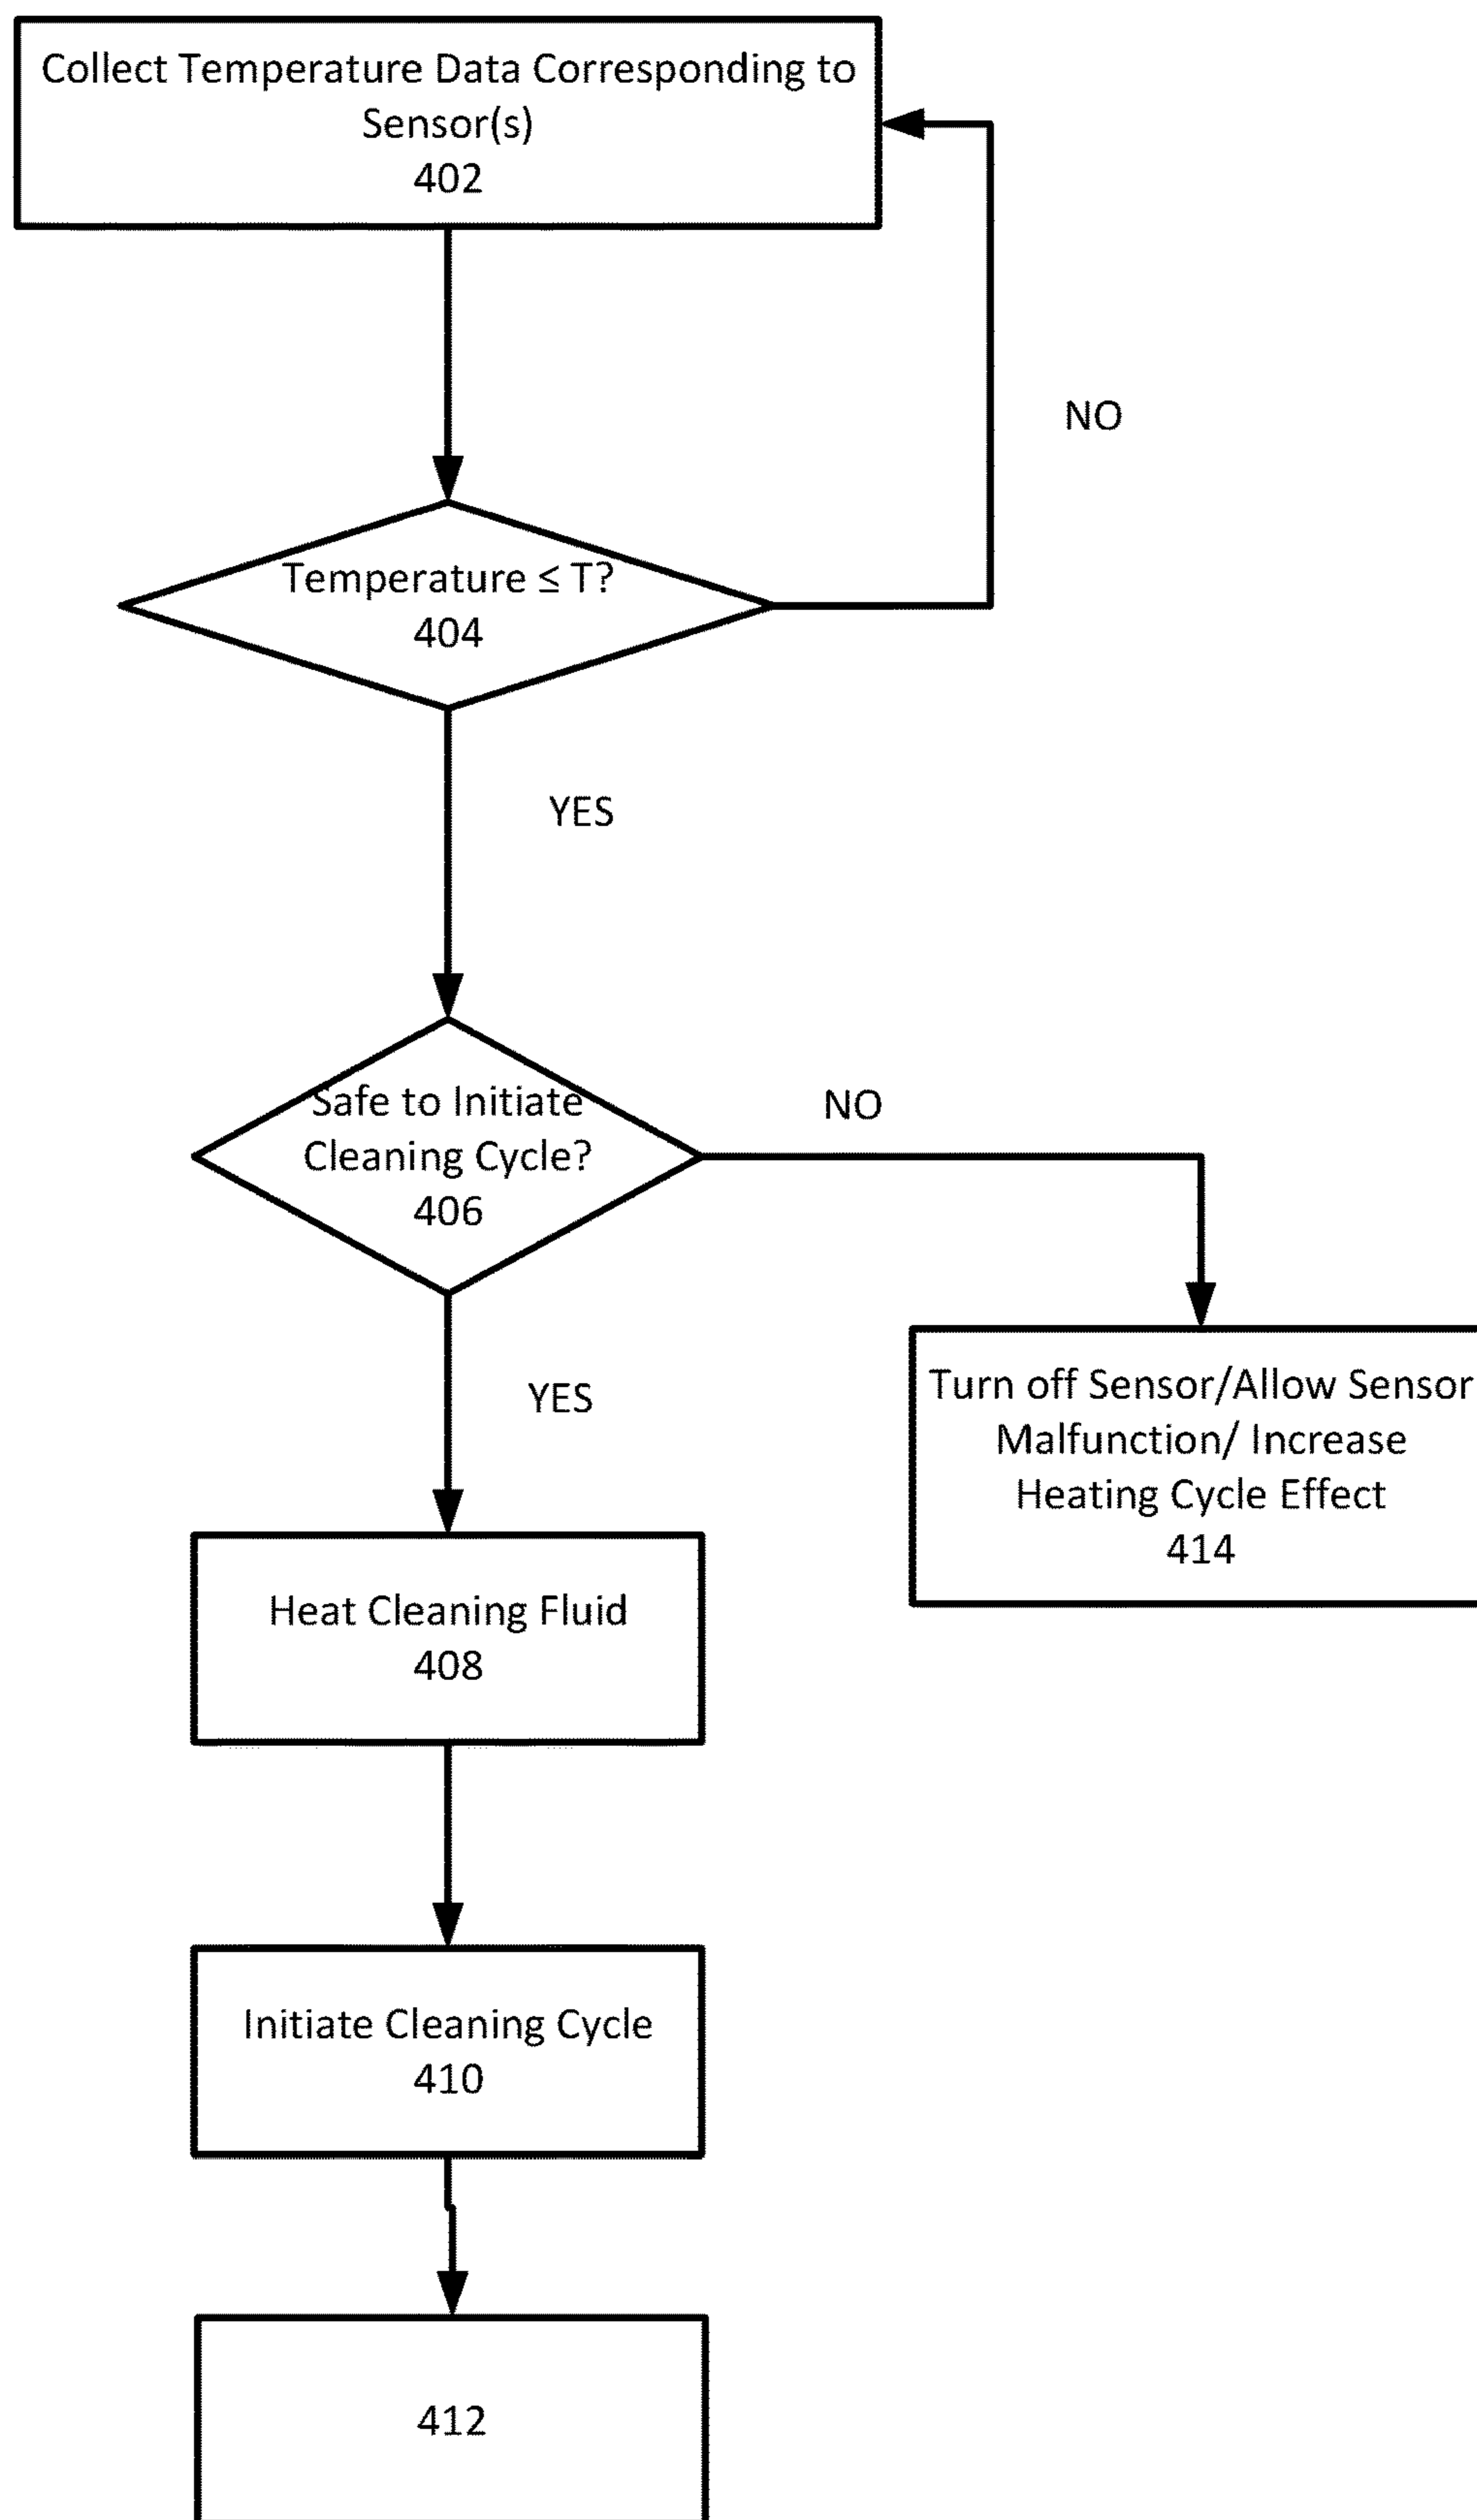 Collect Temperature Data Corresponding to
Sensor(s)
402
NO
Temperature ≤ T?
404
YES
Safe to Initiate
Cleaning Cycle?
406
NO
YES
Turn off Sensor/Allow Sensor
Malfunction/ Increase
Heating Cycle Effect
414
Heat Cleaning Fluid
408
Initiate Cleaning Cycle
410
412